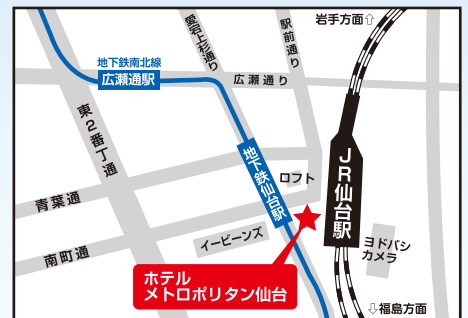 岩手方面⇧
愛宕上杉通り
駅前通り
地下鉄南北線
広瀬通駅
広瀬通り
東2番丁通
地下鉄仙台駅
JR仙台駅
ロフト
青葉通
イービーンズ
ヨドバシ
カメラ
南町通
ホテル
メトロポリタン仙台
⇩福島方面